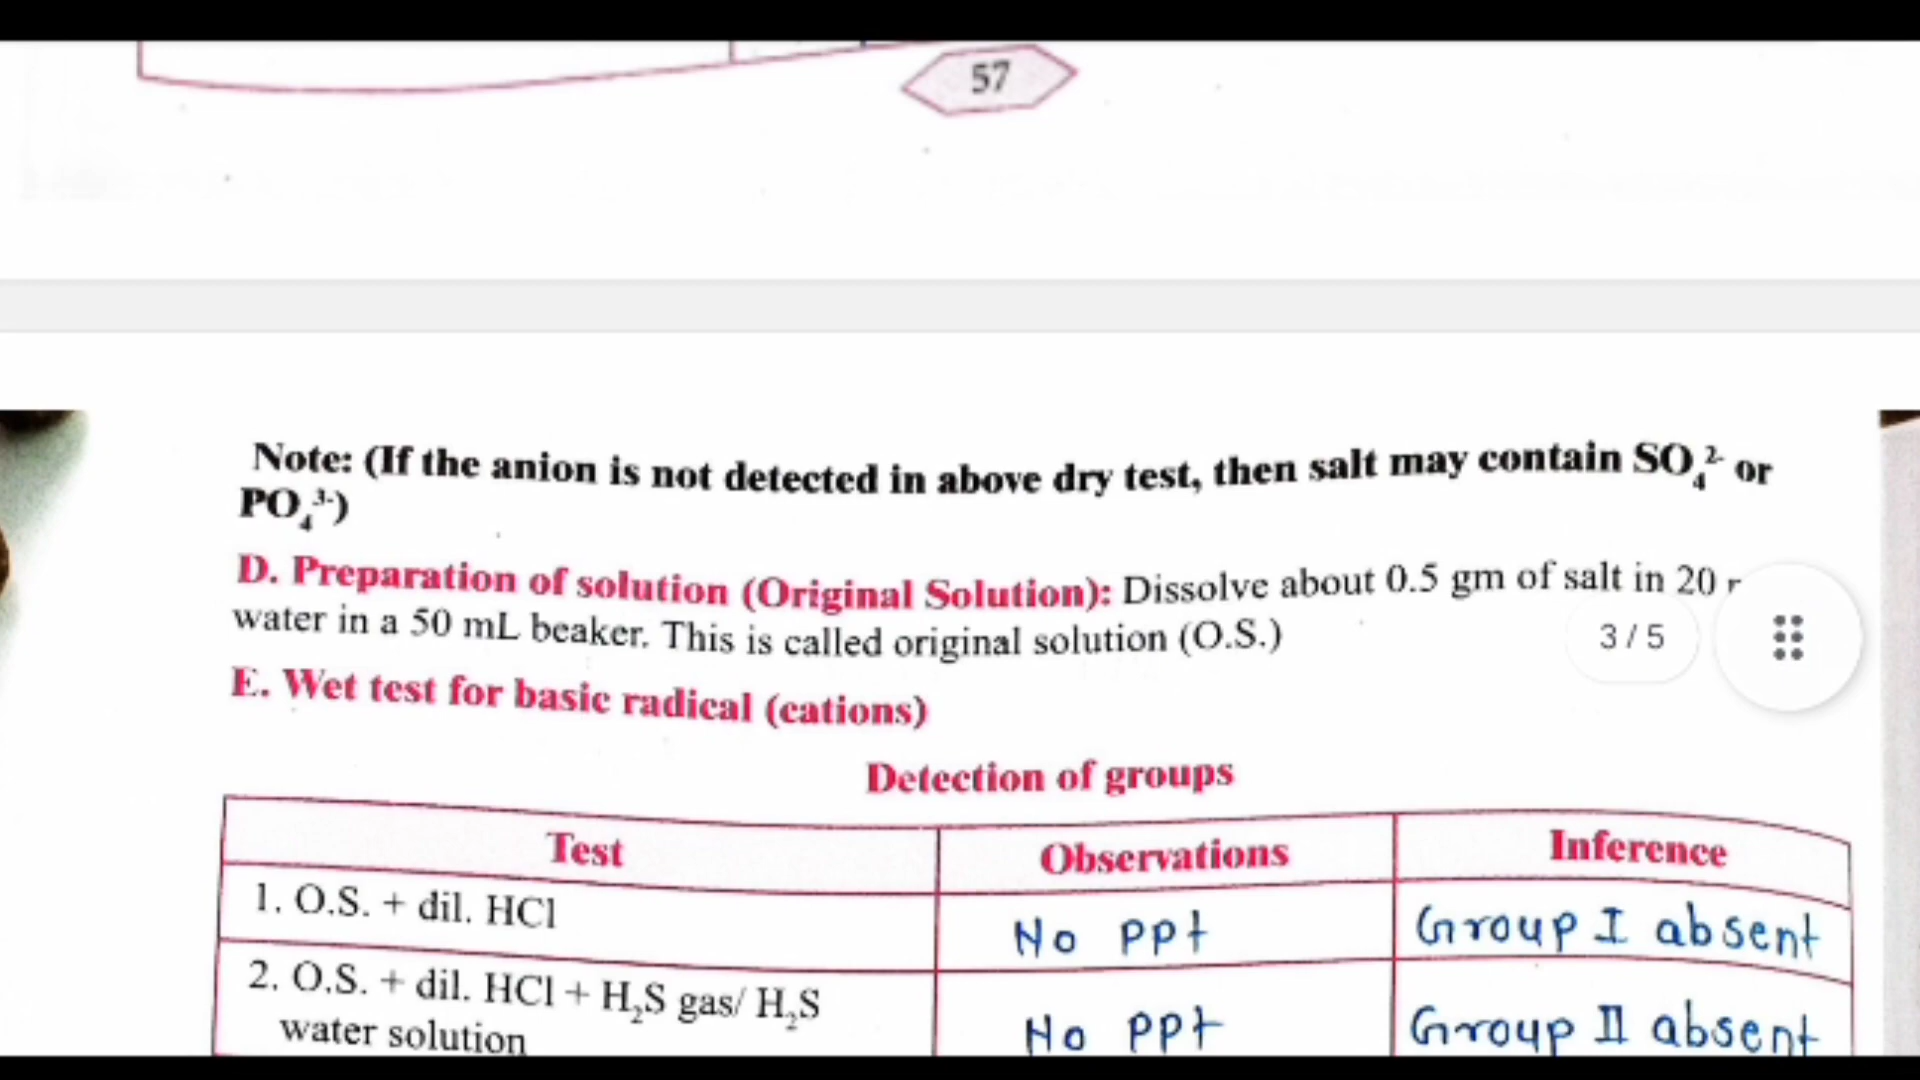 57
Note: (If the anion is not detected in above dry test, then salt may contain SO₄²⁻ or
PO₄³⁻)
D. Preparation of solution (Original Solution): Dissolve about 0.5 gm of salt in 20
water in a 50 mL beaker. This is called original solution (O.S.)
3 / 5
E. Wet test for basic radical (cations)
Detection of groups
Test Observations Inference
1. O.S. + dil. HCl No ppt Group I absent
2. O.S. + dil. HCl + H₂S gas/ H₂S
water solution No ppt Group II absent